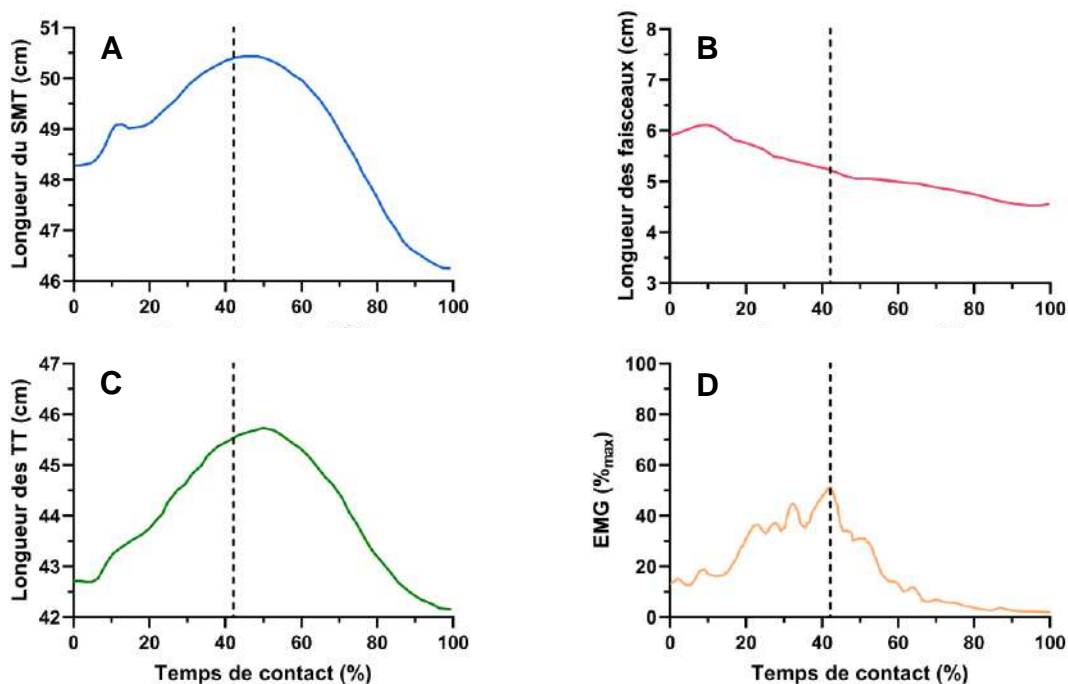 A
Longueur du SMT (cm)
51
50
49
48
47
46
0 20 40 60 80 100
B
Longueur des faisceaux (cm)
8
7
6
5
4
3
0 20 40 60 80 100
C
Longueur des TT (cm)
47
46
45
44
43
42
0 20 40 60 80 100
Temps de contact (%)
D
EMG (%max)
100
80
60
40
20
0
0 20 40 60 80 100
Temps de contact (%)